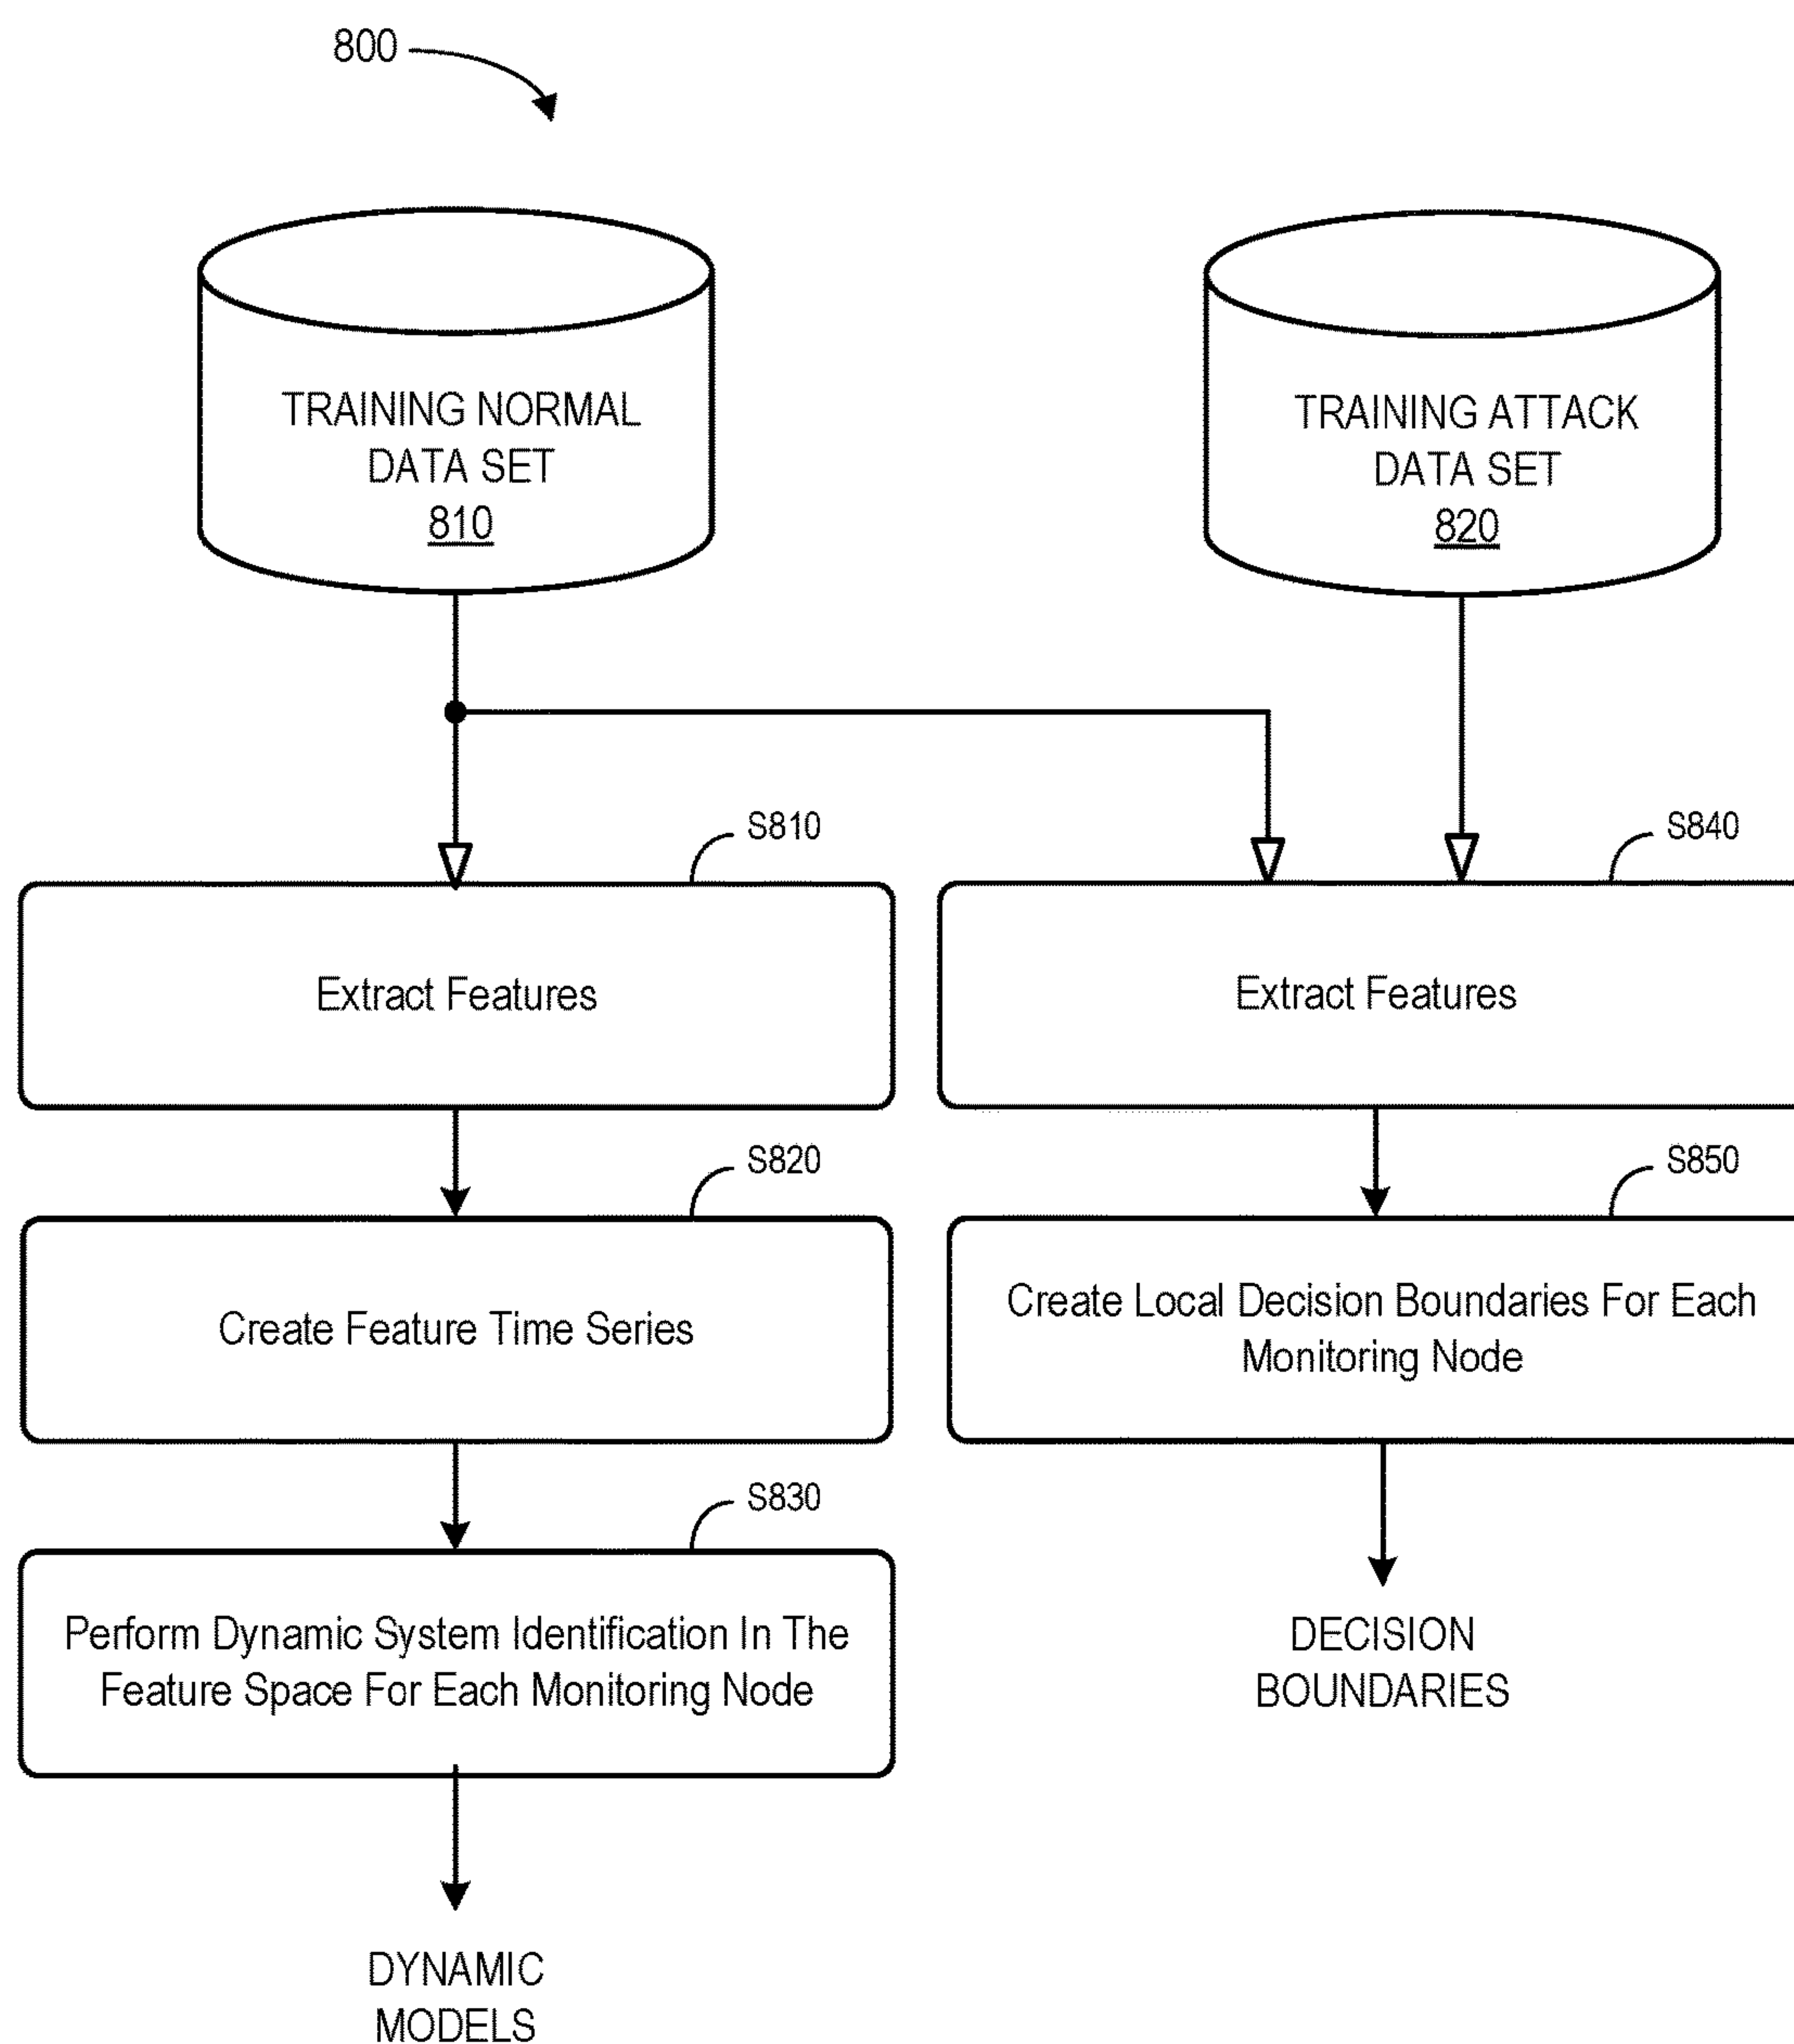 800
TRAINING NORMAL
DATA SET
810
TRAINING ATTACK
DATA SET
820
S810
Extract Features
S840
Extract Features
S820
Create Feature Time Series
S850
Create Local Decision Boundaries For Each
Monitoring Node
S830
Perform Dynamic System Identification In The
Feature Space For Each Monitoring Node
DECISION
BOUNDARIES
DYNAMIC
MODELS